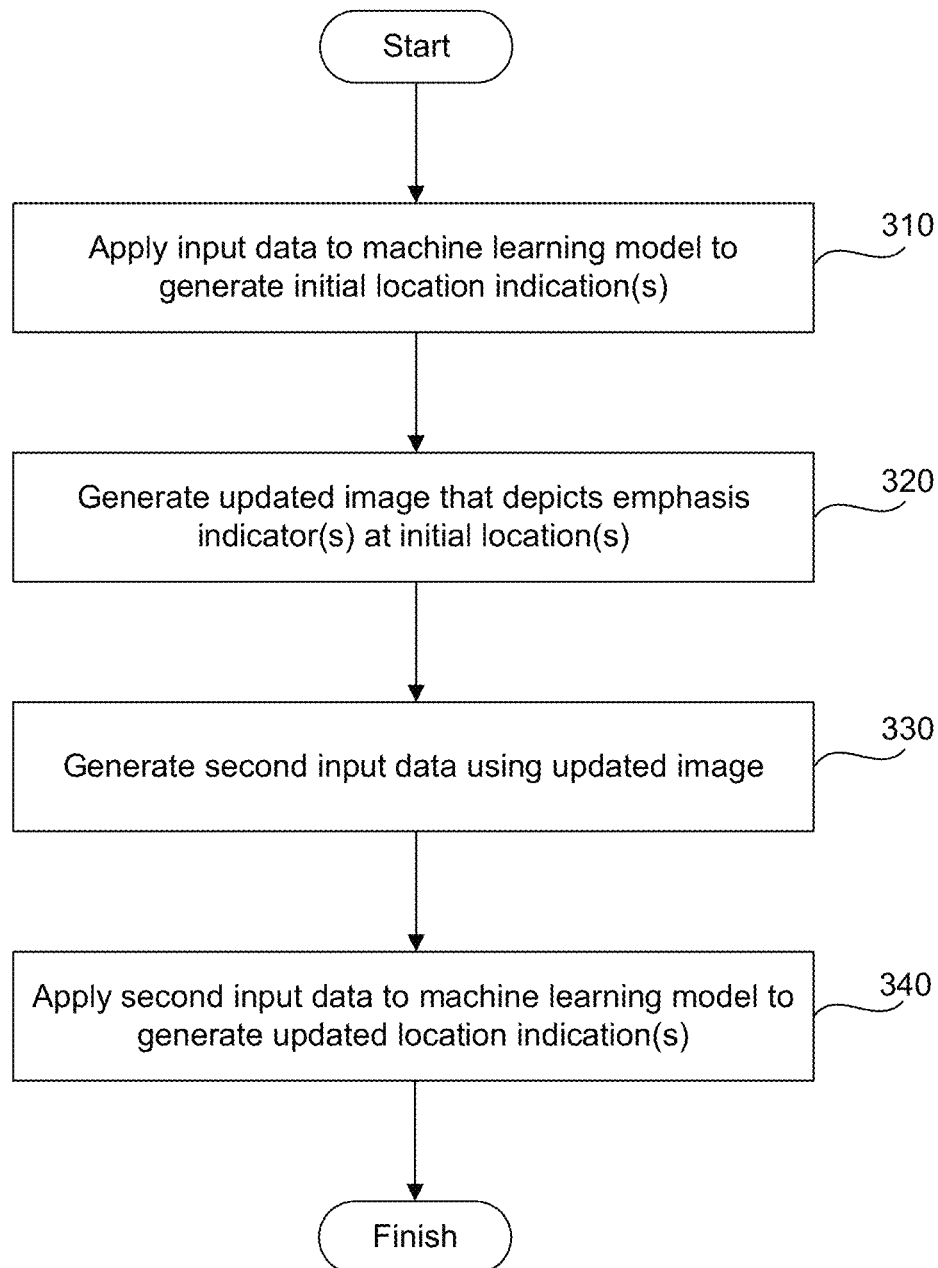 Start
Apply input data to machine learning model to
generate initial location indication(s)
310
Generate updated image that depicts emphasis
indicator(s) at initial location(s)
320
Generate second input data using updated image
330
Apply second input data to machine learning model to
generate updated location indication(s)
340
Finish